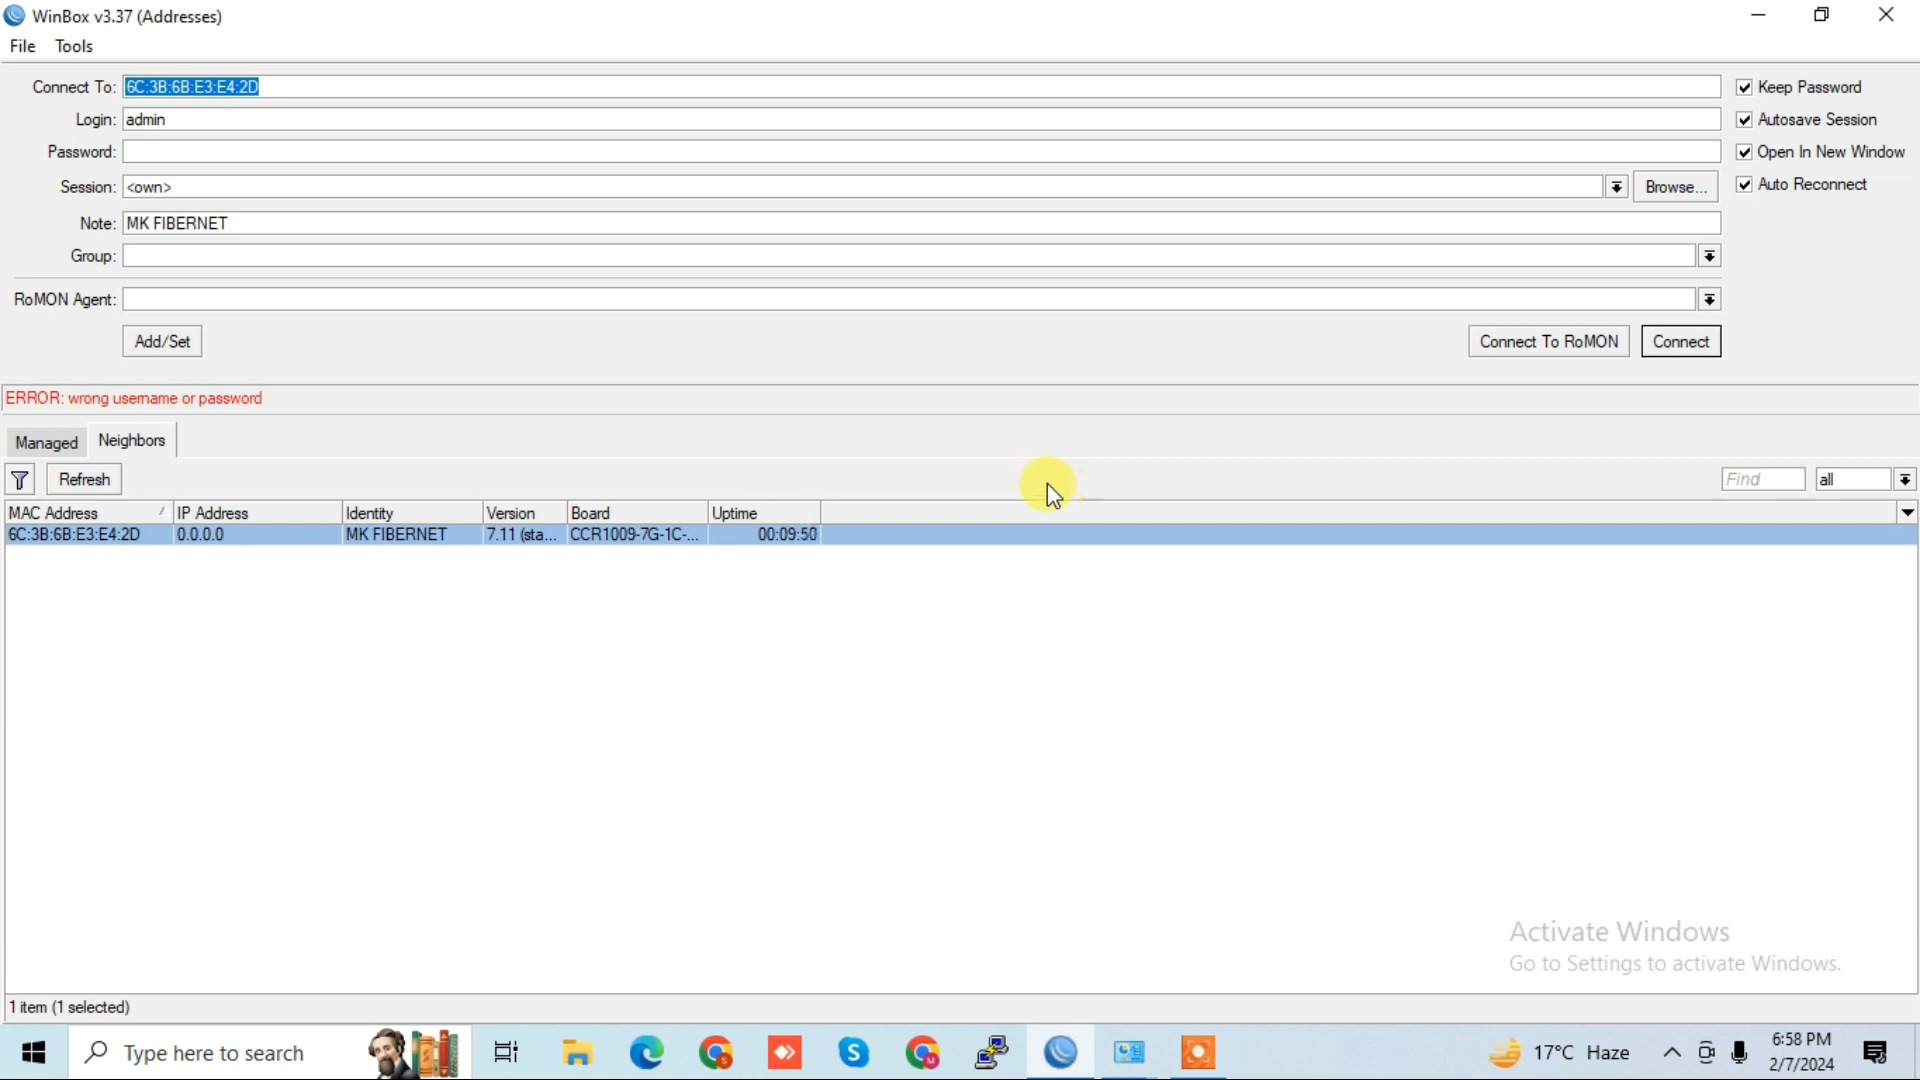 WinBox v3.37 (Addresses)
File Tools
Connect To: 6C:3B:6B:E3:E4:2D Keep Password
Login: admin Autosave Session
Password: Open In New Window
Session: <own> Browse... Auto Reconnect
Note: MK FIBERNET
Group:
RoMON Agent:
Add/Set Connect To RoMON Connect
ERROR: wrong username or password
Managed Neighbors
Refresh Find all
MAC Address / IP Address Identity Version Board Uptime
6C:3B:6B:E3:E4:2D 0.0.0.0 MK FIBERNET 7.11 (sta... CCR1009-7G-1C-... 00:09:50
Activate Windows
Go to Settings to activate Windows.
1 item (1 selected)
Type here to search 17°C Haze 6:58 PM
2/7/2024